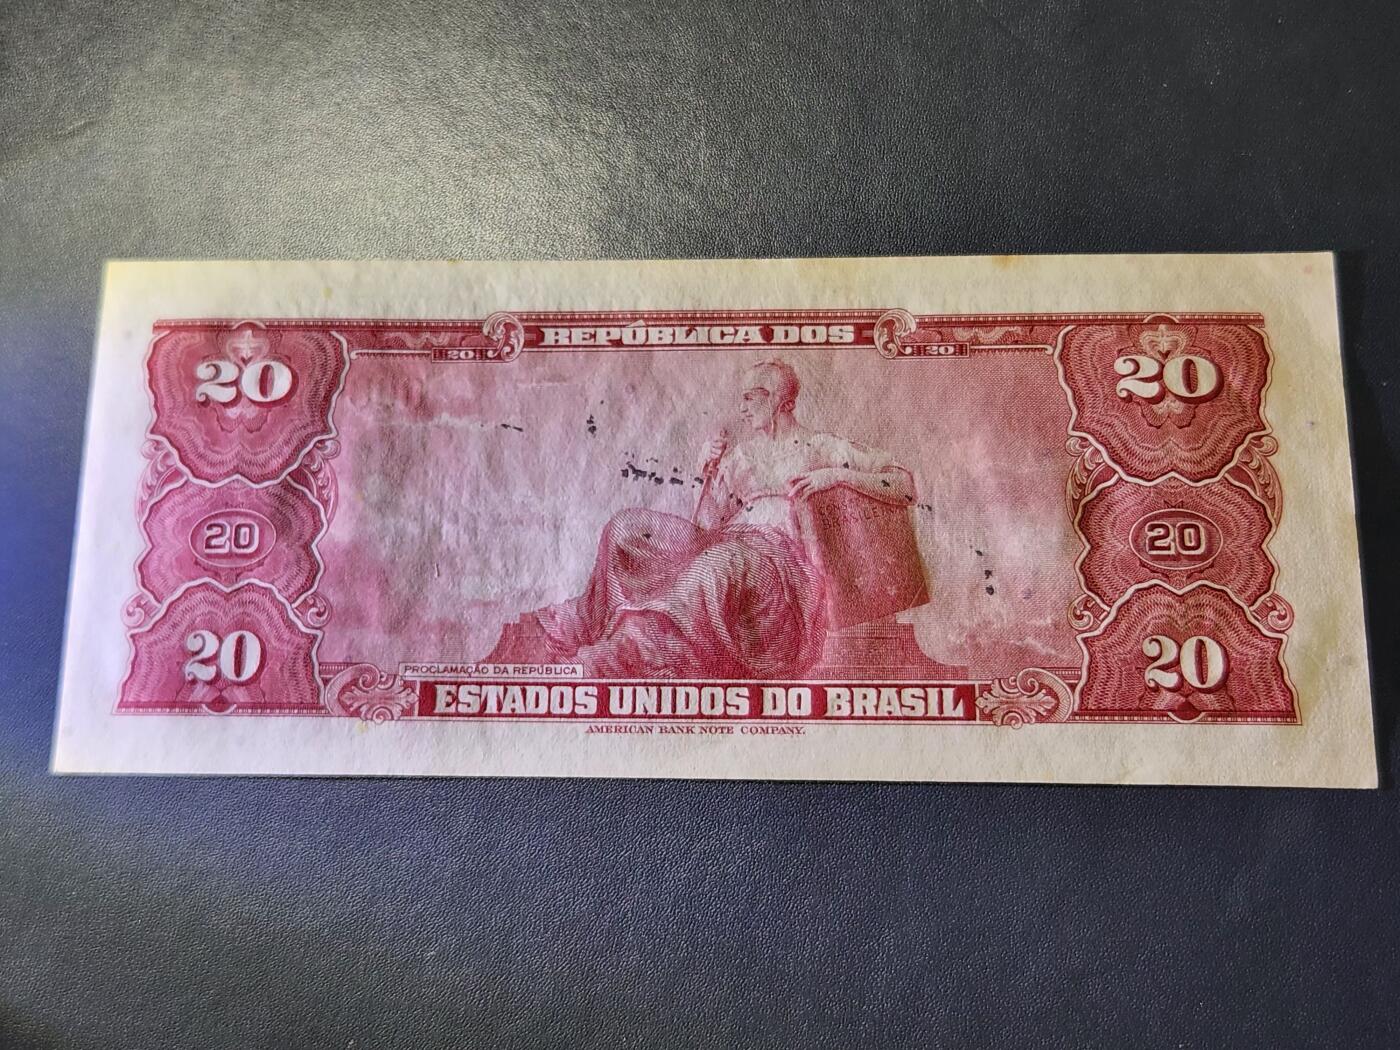 REPÚBLICA DOS
20 20
20 20
20 20
20 20
PROCLAMAÇÃO DA REPÚBLICA
ESTADOS UNIDOS DO BRASIL
AMERICAN BANK NOTE COMPANY.